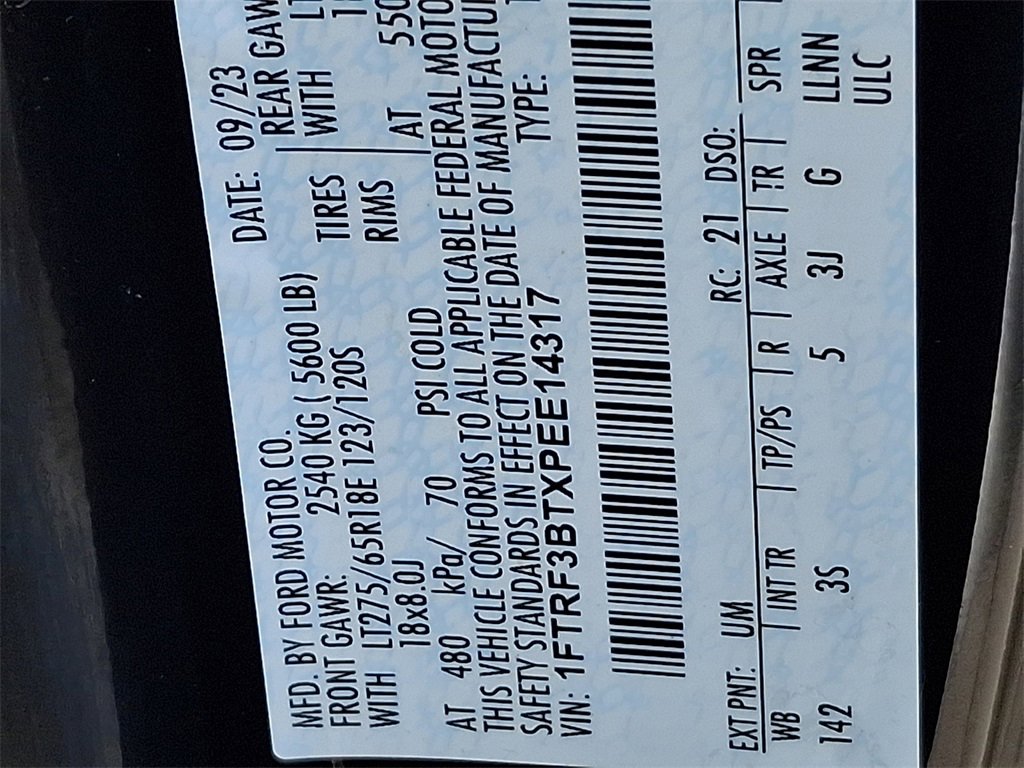 MFD. BY FORD MOTOR CO. DATE: 09/23
FRONT GAWR: 2540 KG ( 5600 LB) REAR GAW
WITH LT275/65R18E 123/120S TIRES WITH LT
18x8.0J RIMS
AT 480 kPa/ 70 PSI COLD AT 550
THIS VEHICLE CONFORMS TO ALL APPLICABLE FEDERAL MOTO
SAFETY STANDARDS IN EFFECT ON THE DATE OF MANUFACTU
VIN: 1FTRF3BTXPEE14317 TYPE:
EXT PNT: UM RC: 21 DSO:
WB | INT TR | TP/PS | R | AXLE | TR | SPR
142 3S 5 3J G LLNN
ULC